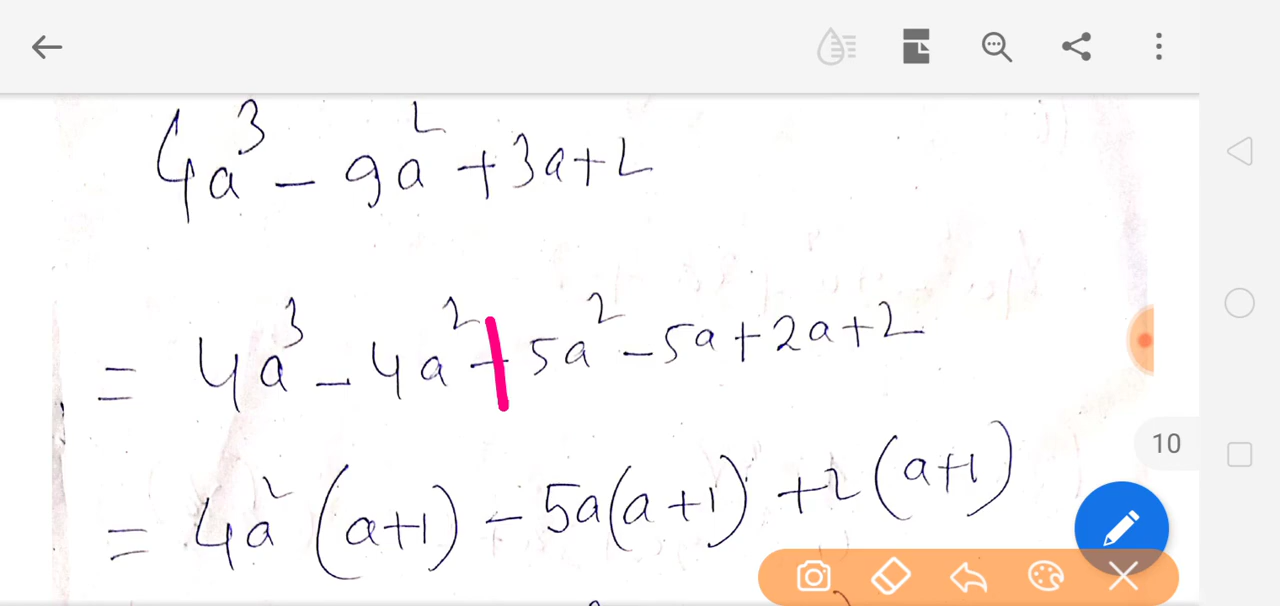 4a³ - 9a² + 3a + 2
= 4a³ - 4a² - 5a² - 5a + 2a + 2
= 4a² (a+1) - 5a(a+1) + 2 (a+1)
10